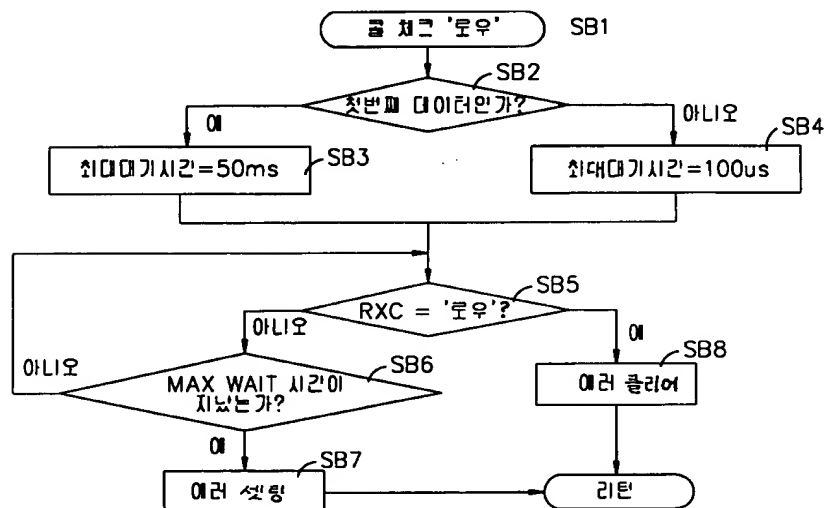 콜 체크 '로우' SB1
SB2
첫번째 데이터인가?
예
아니오
SB4
최대대기시간=50ms
SB3
최대대기시간=100us
SB5
RXC = '로우'?
아니오
예
아니오
SB6
SB8
MAX WAIT 시간이
지났는가?
에러 클리어
예
SB7
에러 셋팅
리턴